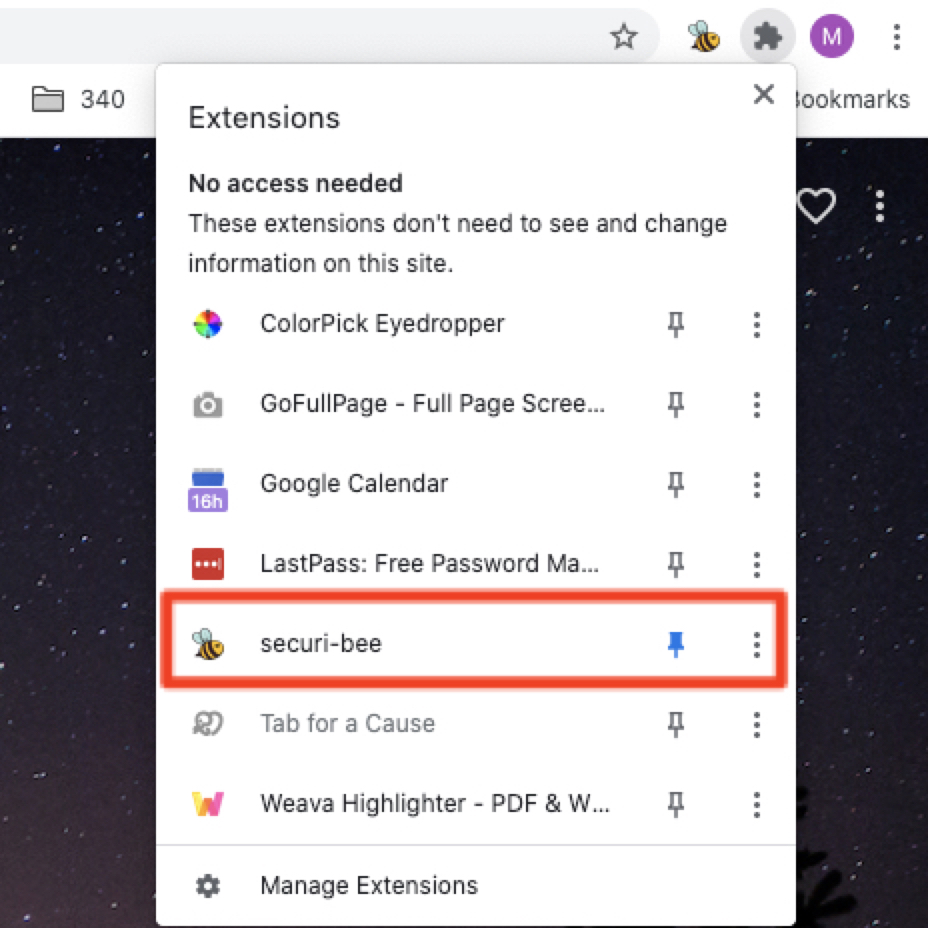 M
340
Bookmarks
Extensions
No access needed
These extensions don't need to see and change
information on this site.
ColorPick Eyedropper
GoFullPage - Full Page Scree...
Google Calendar
16h
LastPass: Free Password Ma...
securi-bee
Tab for a Cause
Weava Highlighter - PDF & W...
Manage Extensions